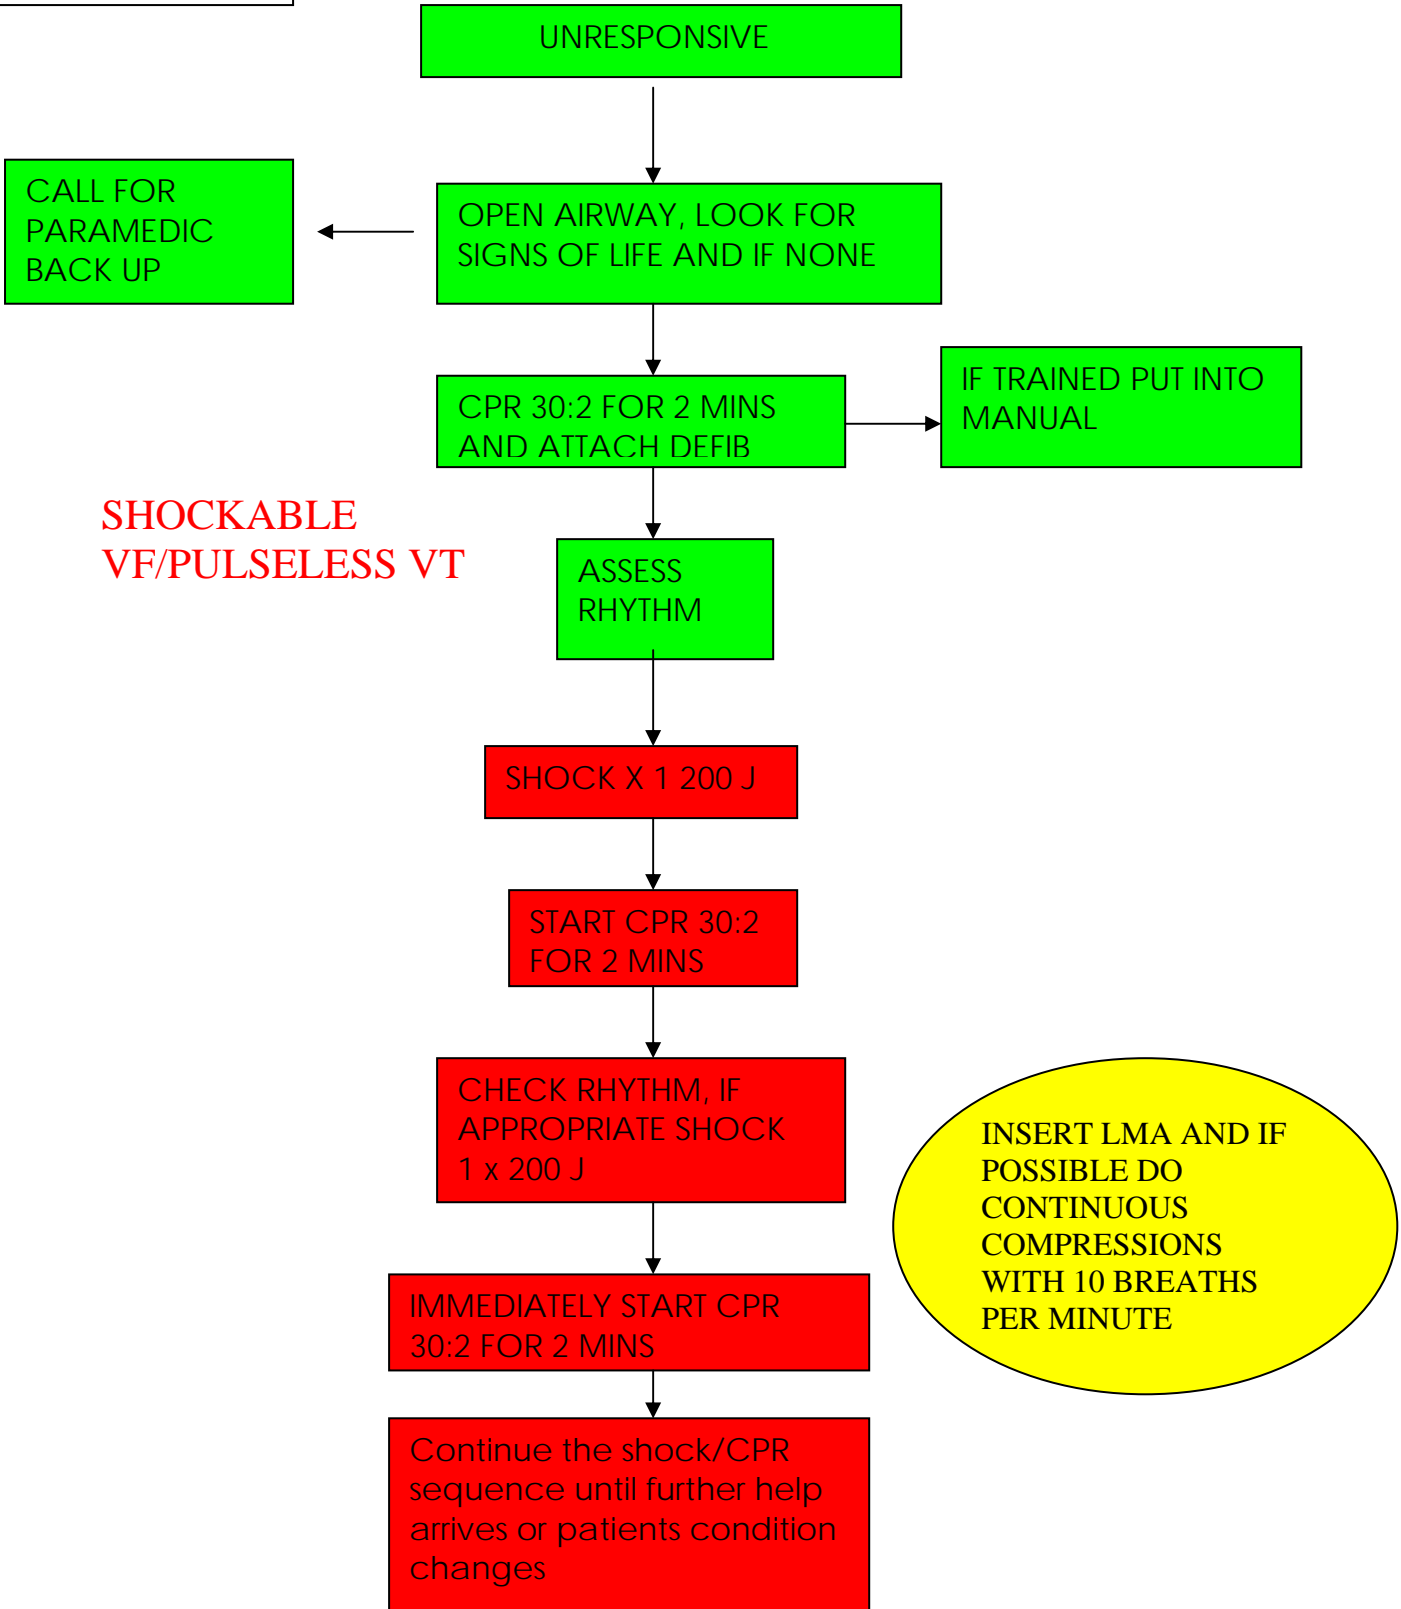 UNRESPONSIVE
CALL FOR
PARAMEDIC
BACK UP
OPEN AIRWAY, LOOK FOR
SIGNS OF LIFE AND IF NONE
CPR 30:2 FOR 2 MINS
AND ATTACH DEFIB
IF TRAINED PUT INTO
MANUAL
SHOCKABLE
VF/PULSELESS VT
ASSESS
RHYTHM
SHOCK X 1 200 J
START CPR 30:2
FOR 2 MINS
CHECK RHYTHM, IF
APPROPRIATE SHOCK
1 x 200 J
INSERT LMA AND IF
POSSIBLE DO
CONTINUOUS
COMPRESSIONS
WITH 10 BREATHS
PER MINUTE
IMMEDIATELY START CPR
30:2 FOR 2 MINS
Continue the shock/CPR
sequence until further help
arrives or patients condition
changes